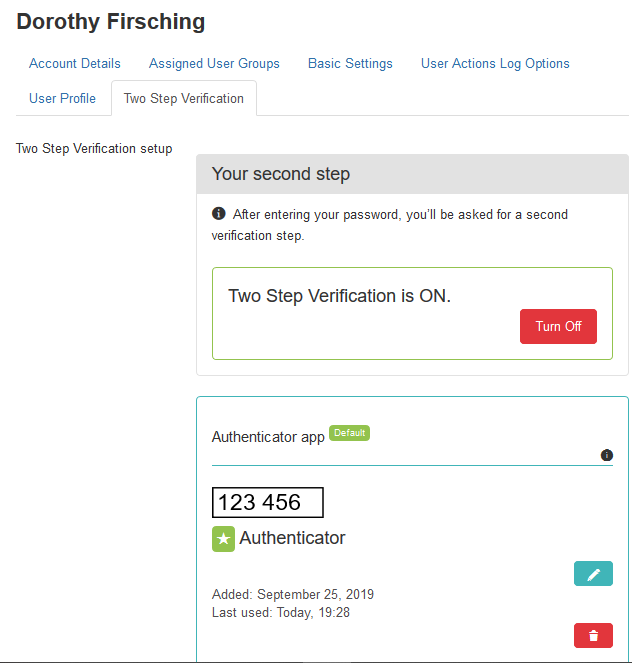 Dorothy Firsching
Account Details Assigned User Groups Basic Settings User Actions Log Options
User Profile Two Step Verification
Two Step Verification setup
Your second step
After entering your password, you’ll be asked for a second
verification step.
Two Step Verification is ON.
Turn Off
Authenticator app Default
123 456
Authenticator
Added: September 25, 2019
Last used: Today, 19:28